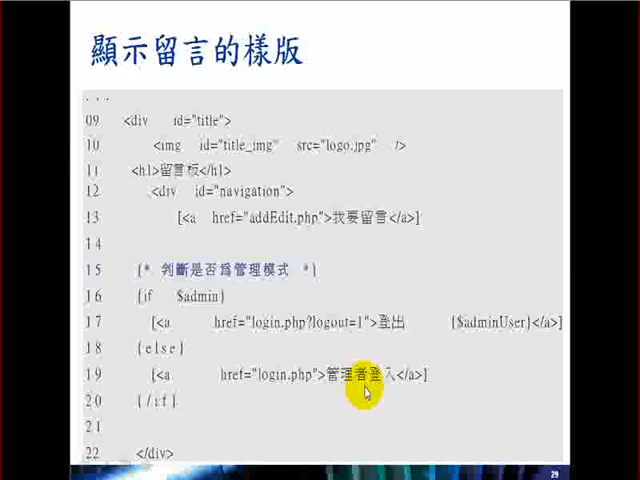 顯示留言的樣版
...
09 <div id="title">
10 <img id="title_img" src="logo.jpg" />
11 <h1>留言板</h1>
12 <div id="navigation">
13 [<a href="addEdit.php">我要留言</a>]
14
15 {* 判斷是否為管理模式 *}
16 {if $admin}
17 [<a href="login.php?logout=1">登出 {$adminUser}</a>]
18 {else}
19 [<a href="login.php">管理者登入</a>]
20 {/if}
21
22 </div>
29